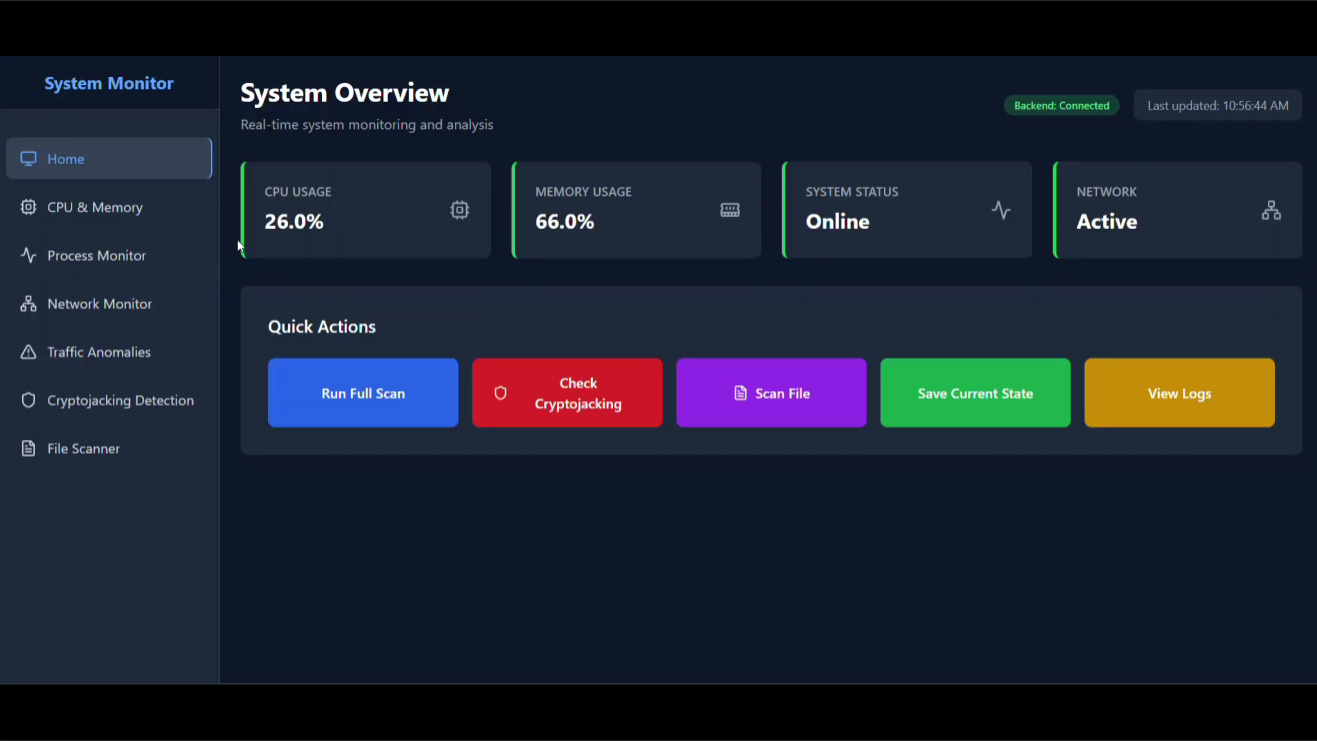 System Monitor
Home
CPU & Memory
Process Monitor
Network Monitor
Traffic Anomalies
Cryptojacking Detection
File Scanner
System Overview
Real-time system monitoring and analysis
Backend: Connected
Last updated: 10:56:44 AM
CPU USAGE
26.0%
MEMORY USAGE
66.0%
SYSTEM STATUS
Online
NETWORK
Active
Quick Actions
Run Full Scan
Check
Cryptojacking
Scan File
Save Current State
View Logs